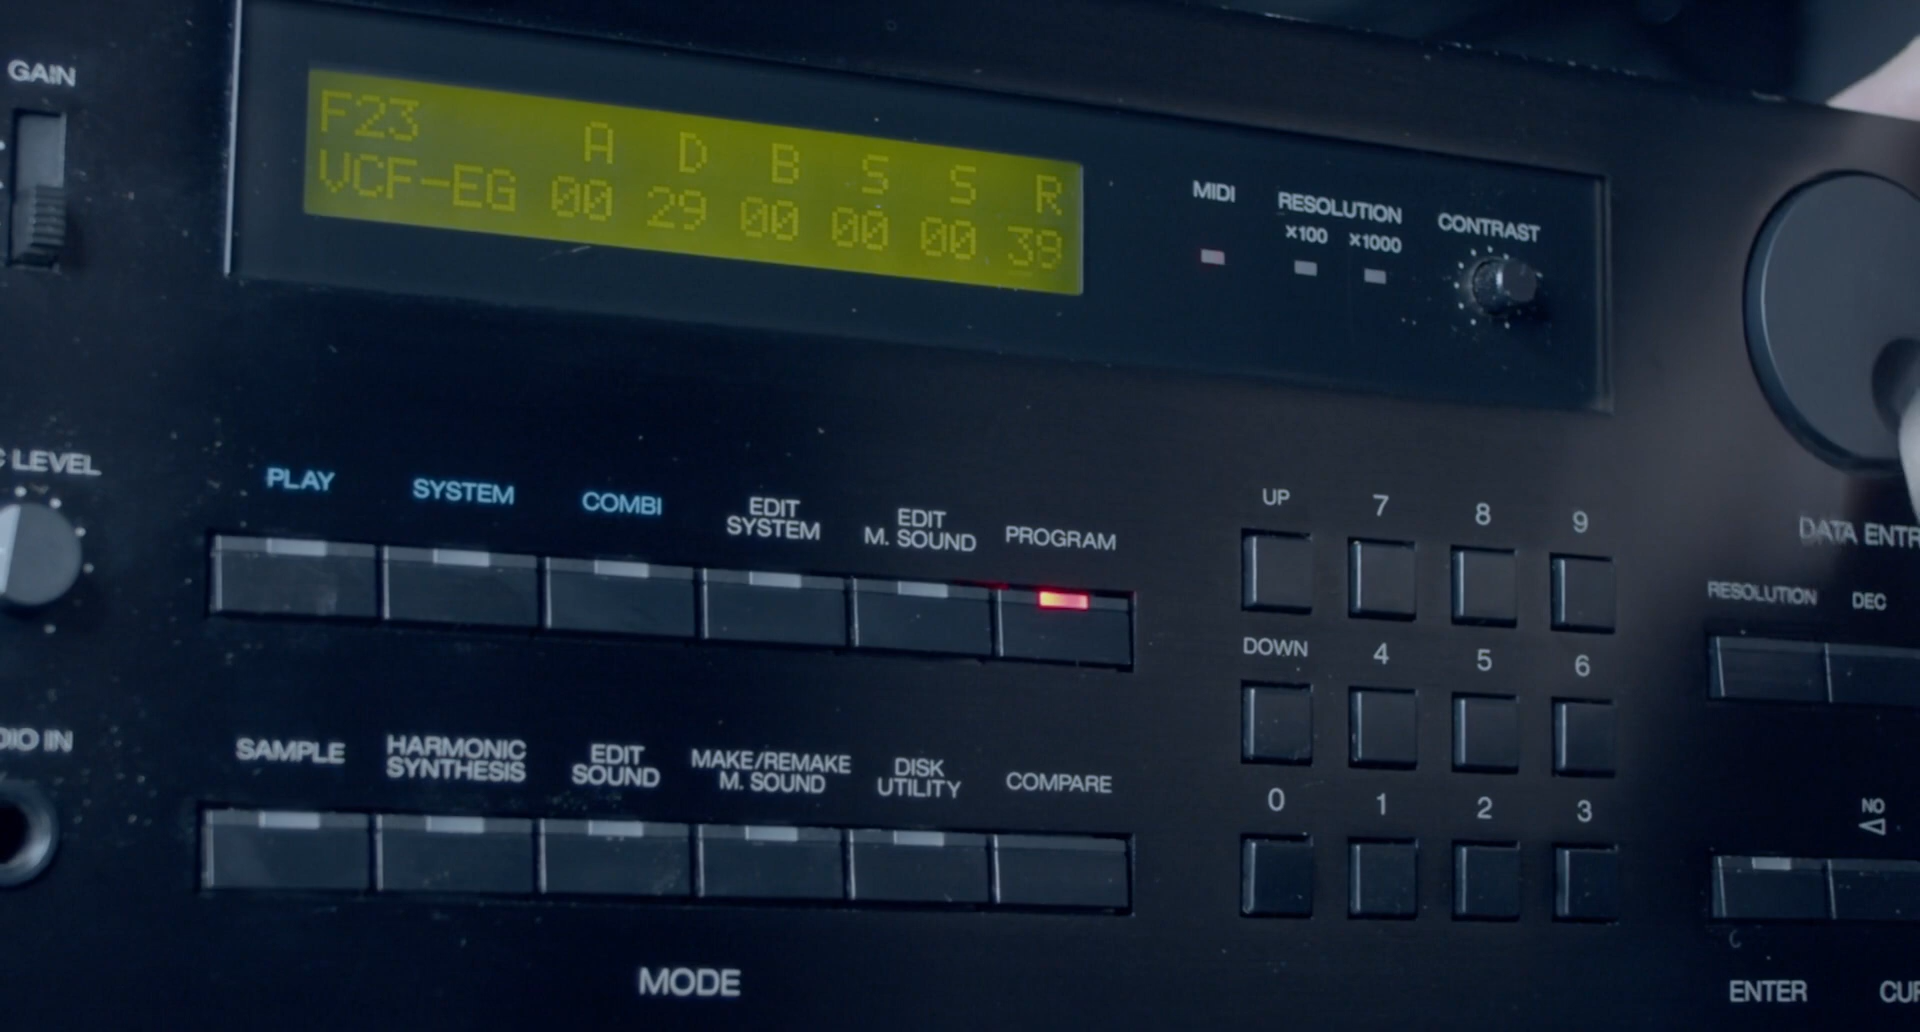 GAIN
F23 A D B S S R
VCF-EG 00 29 00 00 00 38
MIDI
RESOLUTION
×100 ×1000
CONTRAST
LEVEL
PLAY
SYSTEM
COMBI
EDIT
SYSTEM
EDIT
M. SOUND
PROGRAM
UP 7 8 9
DATA ENTR
RESOLUTION DEC
DOWN 4 5 6
IN
SAMPLE
HARMONIC
SYNTHESIS
EDIT
SOUND
MAKE/REMAKE
M. SOUND
DISK
UTILITY
COMPARE
0 1 2 3
NO
MODE
ENTER
CUR